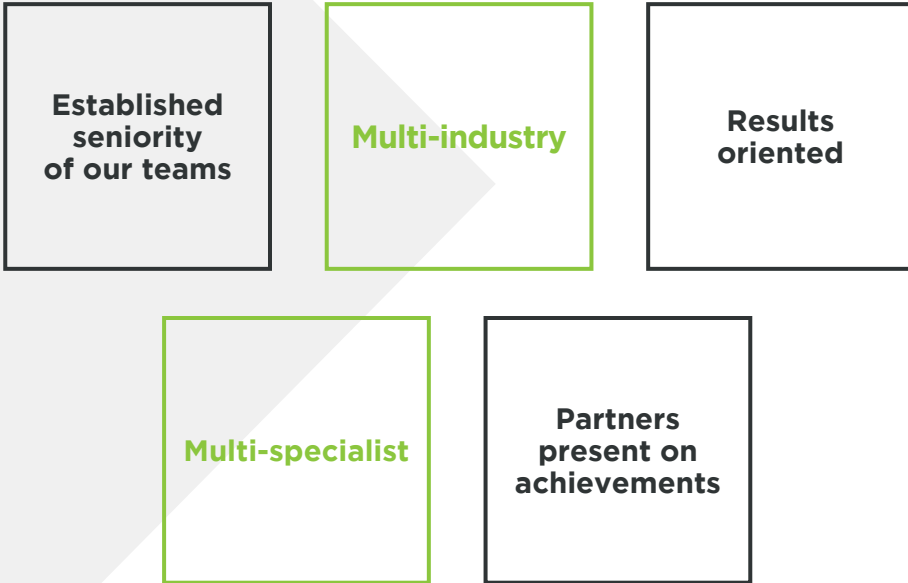 Established
seniority
of our teams
Multi-industry
Results
oriented
Multi-specialist
Partners
present on
achievements